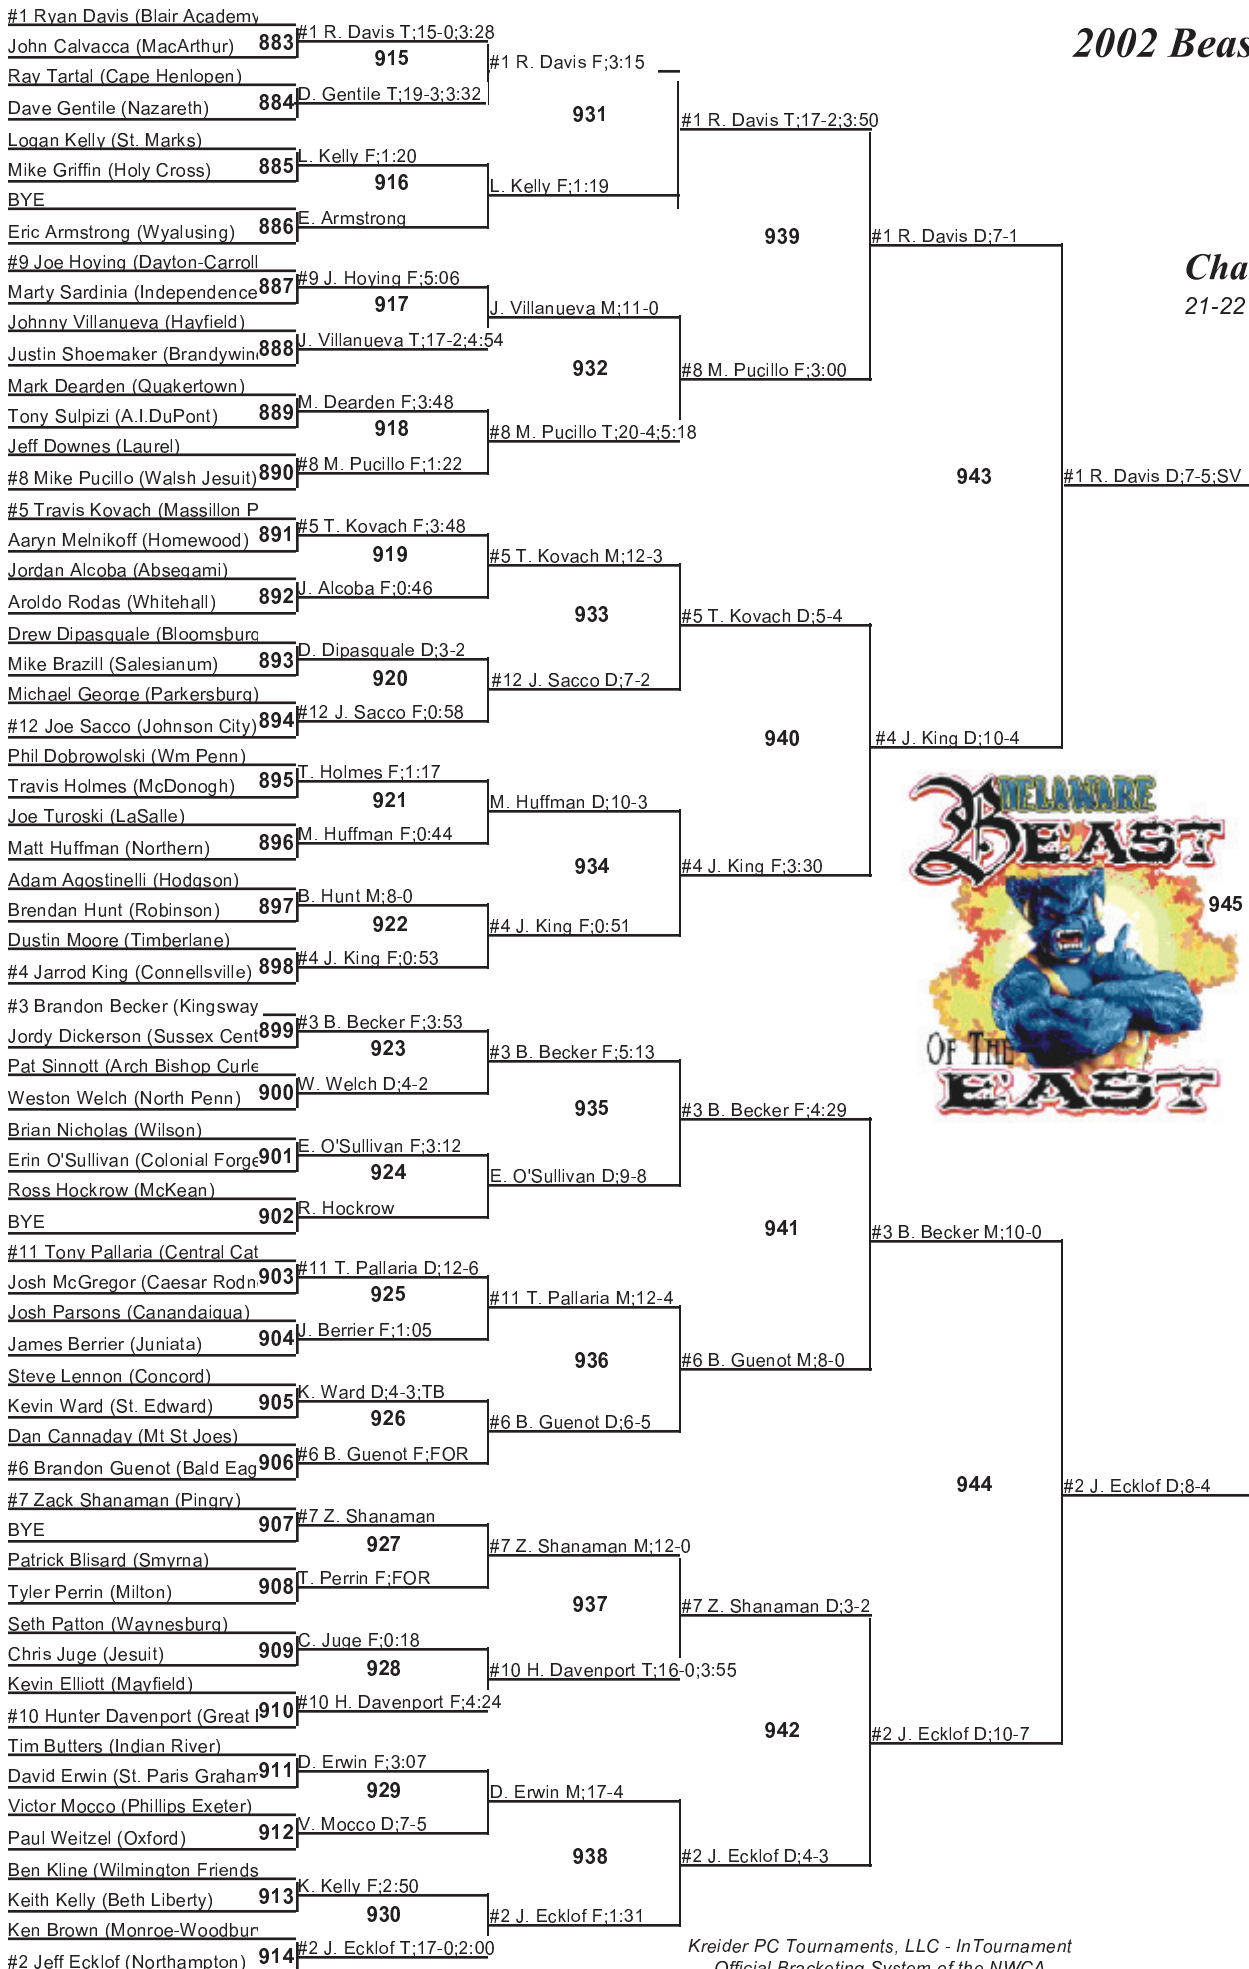 2002 Beas
Cha
21-22
#1 Ryan Davis (Blair Academy
John Calvacca (MacArthur)
883
Ray Tartal (Cape Henlopen)
Dave Gentile (Nazareth)
884
Logan Kelly (St. Marks)
Mike Griffin (Holy Cross)
885
BYE
Eric Armstrong (Wyalusing)
886
#9 Joe Hoying (Dayton-Carroll
Marty Sardinia (Independence
887
Johnny Villanueva (Hayfield)
Justin Shoemaker (Brandywine
888
Mark Dearden (Quakertown)
Tony Sulpizi (A.I.DuPont)
889
Jeff Downes (Laurel)
#8 Mike Pucillo (Walsh Jesuit)
890
#5 Travis Kovach (Massillon P
Aaryn Melnikoff (Homewood)
891
Jordan Alcoba (Absegami)
Aroldo Rodas (Whitehall)
892
Drew Dipasquale (Bloomsburg
Mike Brazill (Salesianum)
893
Michael George (Parkersburg)
#12 Joe Sacco (Johnson City)
894
Phil Dobrowolski (Wm Penn)
Travis Holmes (McDonogh)
895
Joe Turoski (LaSalle)
Matt Huffman (Northern)
896
Adam Agostinelli (Hodgson)
Brendan Hunt (Robinson)
897
Dustin Moore (Timberlane)
#4 Jarrod King (Connellsville)
898
#3 Brandon Becker (Kingsway
Jordy Dickerson (Sussex Cent
899
Pat Sinnott (Arch Bishop Curle
Weston Welch (North Penn)
900
Brian Nicholas (Wilson)
Erin O'Sullivan (Colonial Forge
901
Ross Hockrow (McKean)
BYE
902
#11 Tony Pallaria (Central Cat
Josh McGregor (Caesar Rodn
903
Josh Parsons (Canandaigua)
James Berrier (Juniata)
904
Steve Lennon (Concord)
Kevin Ward (St. Edward)
905
Dan Cannaday (Mt St Joes)
#6 Brandon Guenot (Bald Eag
906
#7 Zack Shanaman (Pingry)
BYE
907
Patrick Blisard (Smyrna)
Tyler Perrin (Milton)
908
Seth Patton (Waynesburg)
Chris Juge (Jesuit)
909
Kevin Elliott (Mayfield)
#10 Hunter Davenport (Great
910
Tim Butters (Indian River)
David Erwin (St. Paris Graham
911
Victor Mocco (Phillips Exeter)
Paul Weitzel (Oxford)
912
Ben Kline (Wilmington Friends
Keith Kelly (Beth Liberty)
913
Ken Brown (Monroe-Woodbur
#2 Jeff Ecklof (Northampton)
914
#1 R. Davis T;15-0;3:28
915
D. Gentile T;19-3;3:32
L. Kelly F;1:20
916
E. Armstrong
#9 J. Hoying F;5:06
917
J. Villanueva T;17-2;4:54
M. Dearden F;3:48
918
#8 M. Pucillo F;1:22
#5 T. Kovach F;3:48
919
J. Alcoba F;0:46
D. Dipasquale D;3-2
920
#12 J. Sacco F;0:58
T. Holmes F;1:17
921
M. Huffman F;0:44
B. Hunt M;8-0
922
#4 J. King F;0:53
#3 B. Becker F;3:53
923
W. Welch D;4-2
E. O'Sullivan F;3:12
924
R. Hockrow
#11 T. Pallaria D;12-6
925
J. Berrier F;1:05
K. Ward D;4-3;TB
926
#6 B. Guenot F;FOR
#7 Z. Shanaman
927
T. Perrin F;FOR
C. Juge F;0:18
928
#10 H. Davenport F;4:24
D. Erwin F;3:07
929
V. Mocco D;7-5
K. Kelly F;2:50
930
#2 J. Ecklof T;17-0;2:00
#1 R. Davis F;3:15
931
L. Kelly F;1:19
J. Villanueva M;11-0
932
#8 M. Pucillo T;20-4;5:18
#5 T. Kovach M;12-3
933
#12 J. Sacco D;7-2
M. Huffman D;10-3
934
#4 J. King F;0:51
#3 B. Becker F;5:13
935
E. O'Sullivan D;9-8
#11 T. Pallaria M;12-4
936
#6 B. Guenot D;6-5
#7 Z. Shanaman M;12-0
937
#10 H. Davenport T;16-0;3:55
D. Erwin M;17-4
938
#2 J. Ecklof F;1:31
#1 R. Davis T;17-2;3:50
939
#8 M. Pucillo F;3:00
#5 T. Kovach D;5-4
940
#4 J. King F;3:30
#3 B. Becker F;4:29
941
#6 B. Guenot M;8-0
#7 Z. Shanaman D;3-2
942
#2 J. Ecklof D;4-3
#1 R. Davis D;7-1
943
#4 J. King D;10-4
#3 B. Becker M;10-0
944
#2 J. Ecklof D;10-7
#1 R. Davis D;7-5;SV
945
#2 J. Ecklof D;8-4
DELAWARE
BEAST
OF THE
EAST
Kreider PC Tournaments, LLC - InTournament
Official Bracketing System of the NWCA